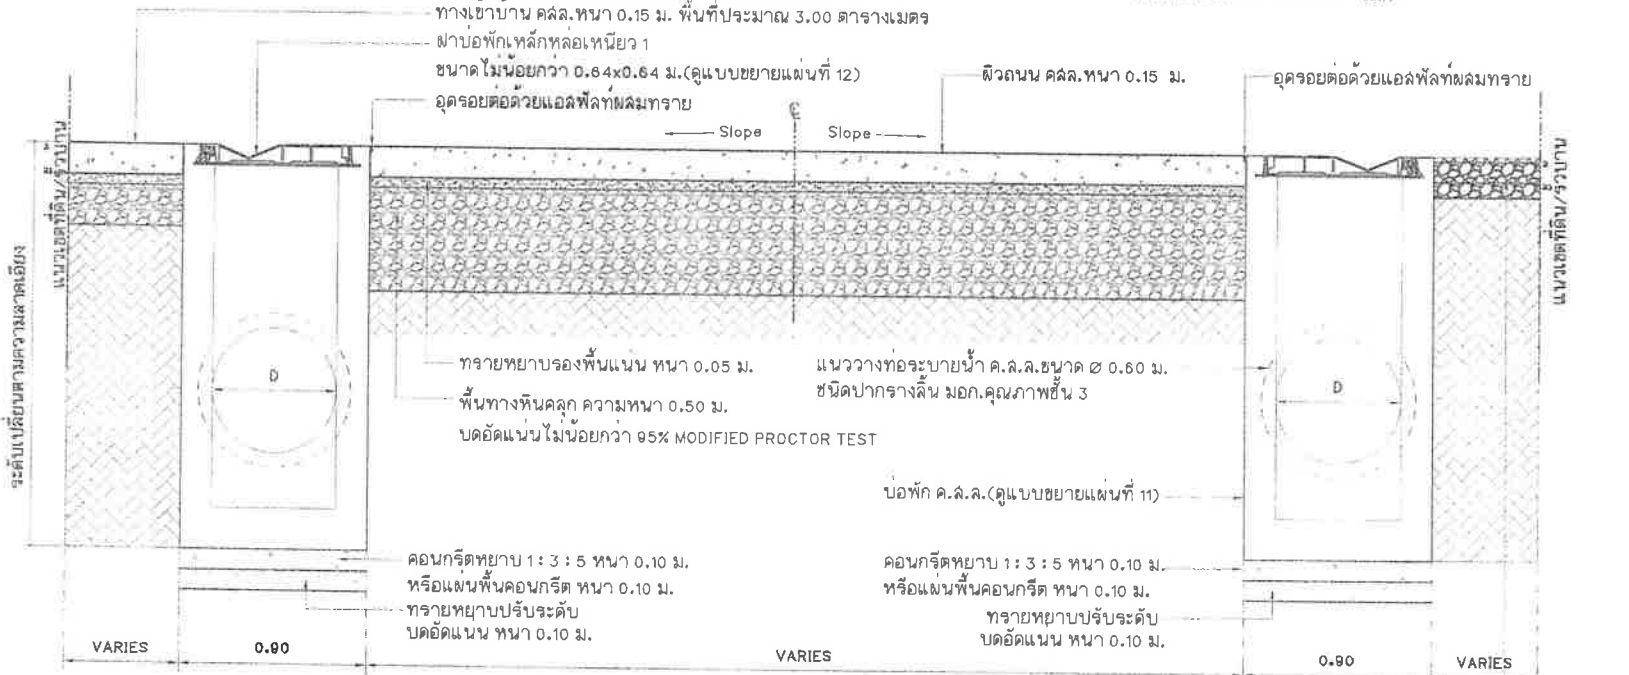 ทางเข้าบ้าน คสล.หนา 0.15 ม. พื้นที่ประมาณ 3.00 ตารางเมตร
ฝาบ่อพักเหล็กหล่อเหนียว 1
ขนาดไม่น้อยกว่า 0.64x0.64 ม.(ดูแบบขยายแผ่นที่ 12)
ผิวถนน คสล.หนา 0.15 ม.
อุดรอยต่อด้วยแอสฟัลท์ผสมทราย
อุดรอยต่อด้วยแอสฟัลท์ผสมทราย
Slope
Slope
แนวเขตที่ดิน/รั้วบ้าน
แนวเขตที่ดิน/รั้วบ้าน
ระดับเปลี่ยนตามความลาดเอียง
D
D
ทรายหยาบรองพื้นแน่น หนา 0.05 ม.
พื้นทางหินคลุก ความหนา 0.50 ม.
บดอัดแน่นไม่น้อยกว่า 95% MODIFIED PROCTOR TEST
แนววางท่อระบายน้ำ ค.ส.ล.ขนาด Ø 0.60 ม.
ชนิดปากรางลิ้น มอก.คุณภาพชั้น 3
บ่อพัก ค.ส.ล.(ดูแบบขยายแผ่นที่ 11)
คอนกรีตหยาบ 1 : 3 : 5 หนา 0.10 ม.
หรือแผ่นพื้นคอนกรีต หนา 0.10 ม.
ทรายหยาบปรับระดับ
บดอัดแน่น หนา 0.10 ม.
คอนกรีตหยาบ 1 : 3 : 5 หนา 0.10 ม.
หรือแผ่นพื้นคอนกรีต หนา 0.10 ม.
ทรายหยาบปรับระดับ
บดอัดแน่น หนา 0.10 ม.
VARIES
0.90
VARIES
0.90
VARIES